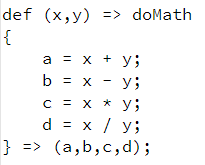 def (x,y) => doMath
{
    a = x + y;
    b = x - y;
    c = x * y;
    d = x / y;
} => (a,b,c,d);